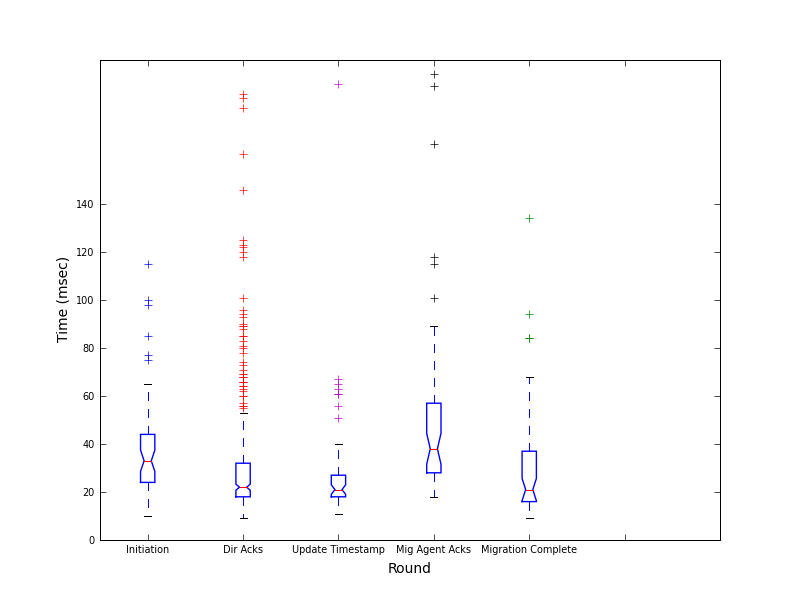 140
120
100
80
60
40
20
0
Time (msec)
Initiation Dir Acks Update Timestamp Mig Agent Acks Migration Complete
Round